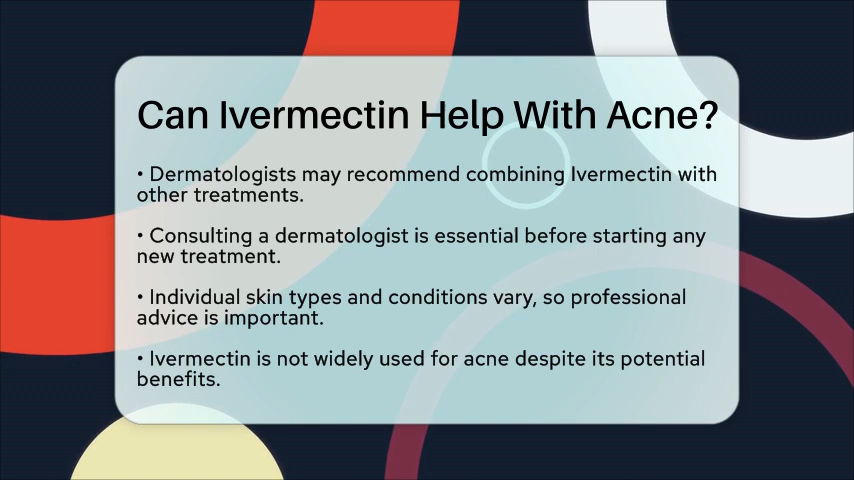 Can Ivermectin Help With Acne?
• Dermatologists may recommend combining Ivermectin with
other treatments.
• Consulting a dermatologist is essential before starting any
new treatment.
• Individual skin types and conditions vary, so professional
advice is important.
• Ivermectin is not widely used for acne despite its potential
benefits.